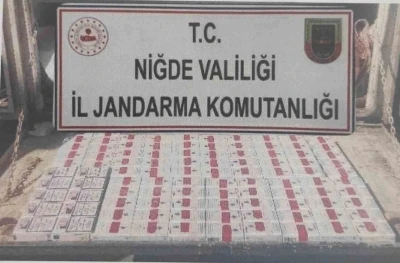 T.C.
NİĞDE VALİLİĞİ
İL JANDARMA KOMUTANLIĞI